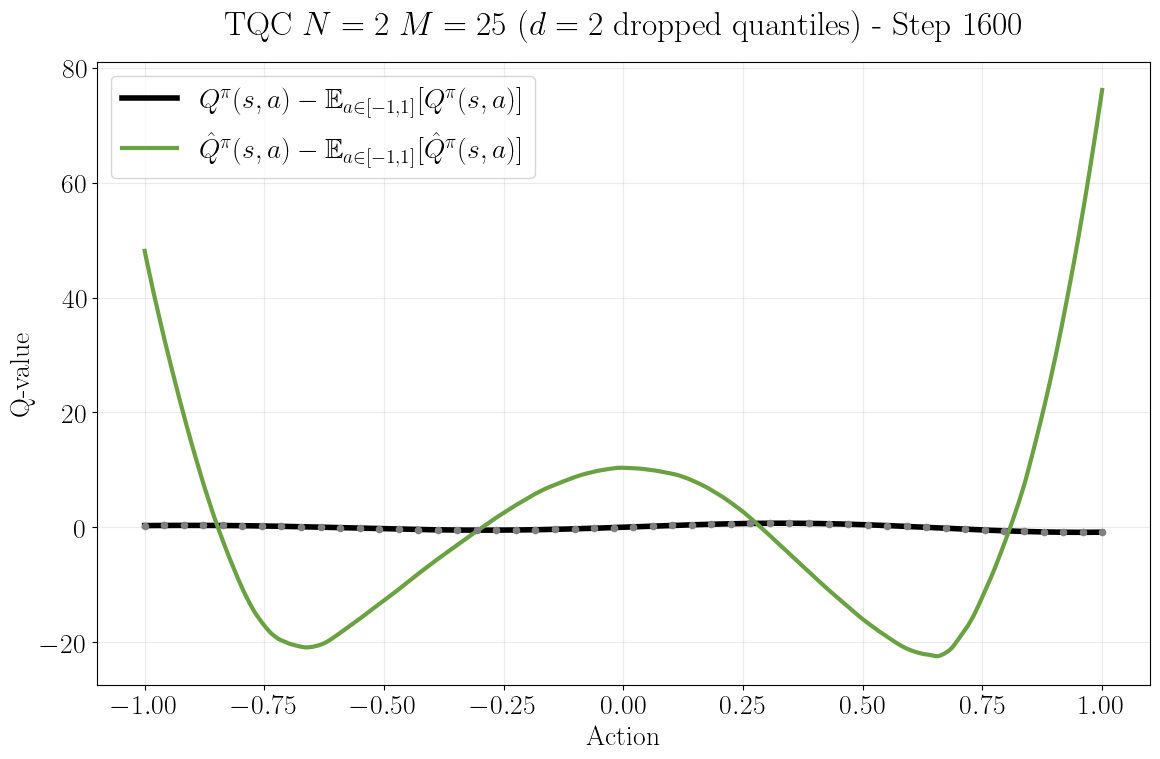 TQC N = 2 M = 25 (d = 2 dropped quantiles) - Step 1600
Q^π(s, a) − 𝔼_{a∈[−1,1]}[Q^π(s, a)]
Q̂^π(s, a) − 𝔼_{a∈[−1,1]}[Q̂^π(s, a)]
80
60
40
20
0
−20
Q-value
−1.00 −0.75 −0.50 −0.25 0.00 0.25 0.50 0.75 1.00
Action